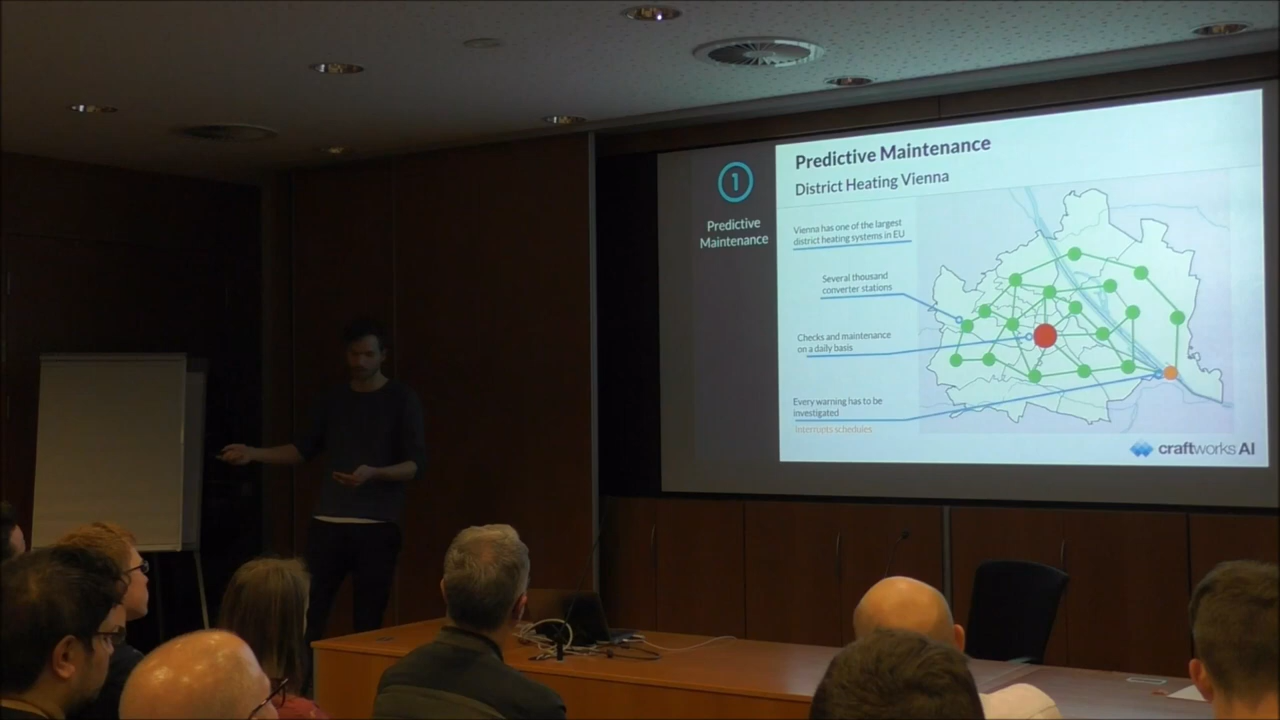 1
Predictive
Maintenance
Predictive Maintenance
District Heating Vienna
Vienna has one of the largest
district heating systems in EU
Several thousand
converter stations
Checks and maintenance
on a daily basis
Every warning has to be
investigated
Interrupts schedules
craftworks AI